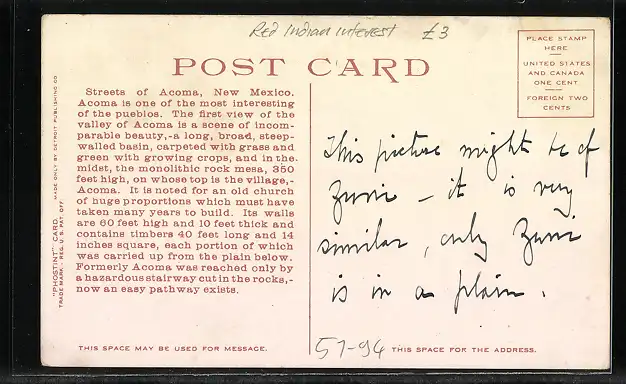 Red Indian interest £3
POST CARD
PLACE STAMP
HERE
UNITED STATES
AND CANADA
ONE CENT
FOREIGN TWO
CENTS
"PHOSTINT" CARD. MADE ONLY BY DETROIT PUBLISHING CO
TRADE MARK - REG. U. S. PAT. OFF.
Streets of Acoma, New Mexico.
Acoma is one of the most interesting
of the pueblos. The first view of the
valley of Acoma is a scene of incom-
parable beauty,-a long, broad, steep-
walled basin, carpeted with grass and
green with growing crops, and in the
midst, the monolithic rock mesa, 350
feet high, on whose top is the village,-
Acoma. It is noted for an old church
of huge proportions which must have
taken many years to build. Its walls
are 60 feet high and 10 feet thick and
contains timbers 40 feet long and 14
inches square, each portion of which
was carried up from the plain below.
Formerly Acoma was reached only by
a hazardous stairway cut in the rocks,-
now an easy pathway exists.
This picture might be of
Zuni - it is very
similar, only Zuni
is in a plain.
THIS SPACE MAY BE USED FOR MESSAGE.
57-94 THIS SPACE FOR THE ADDRESS.